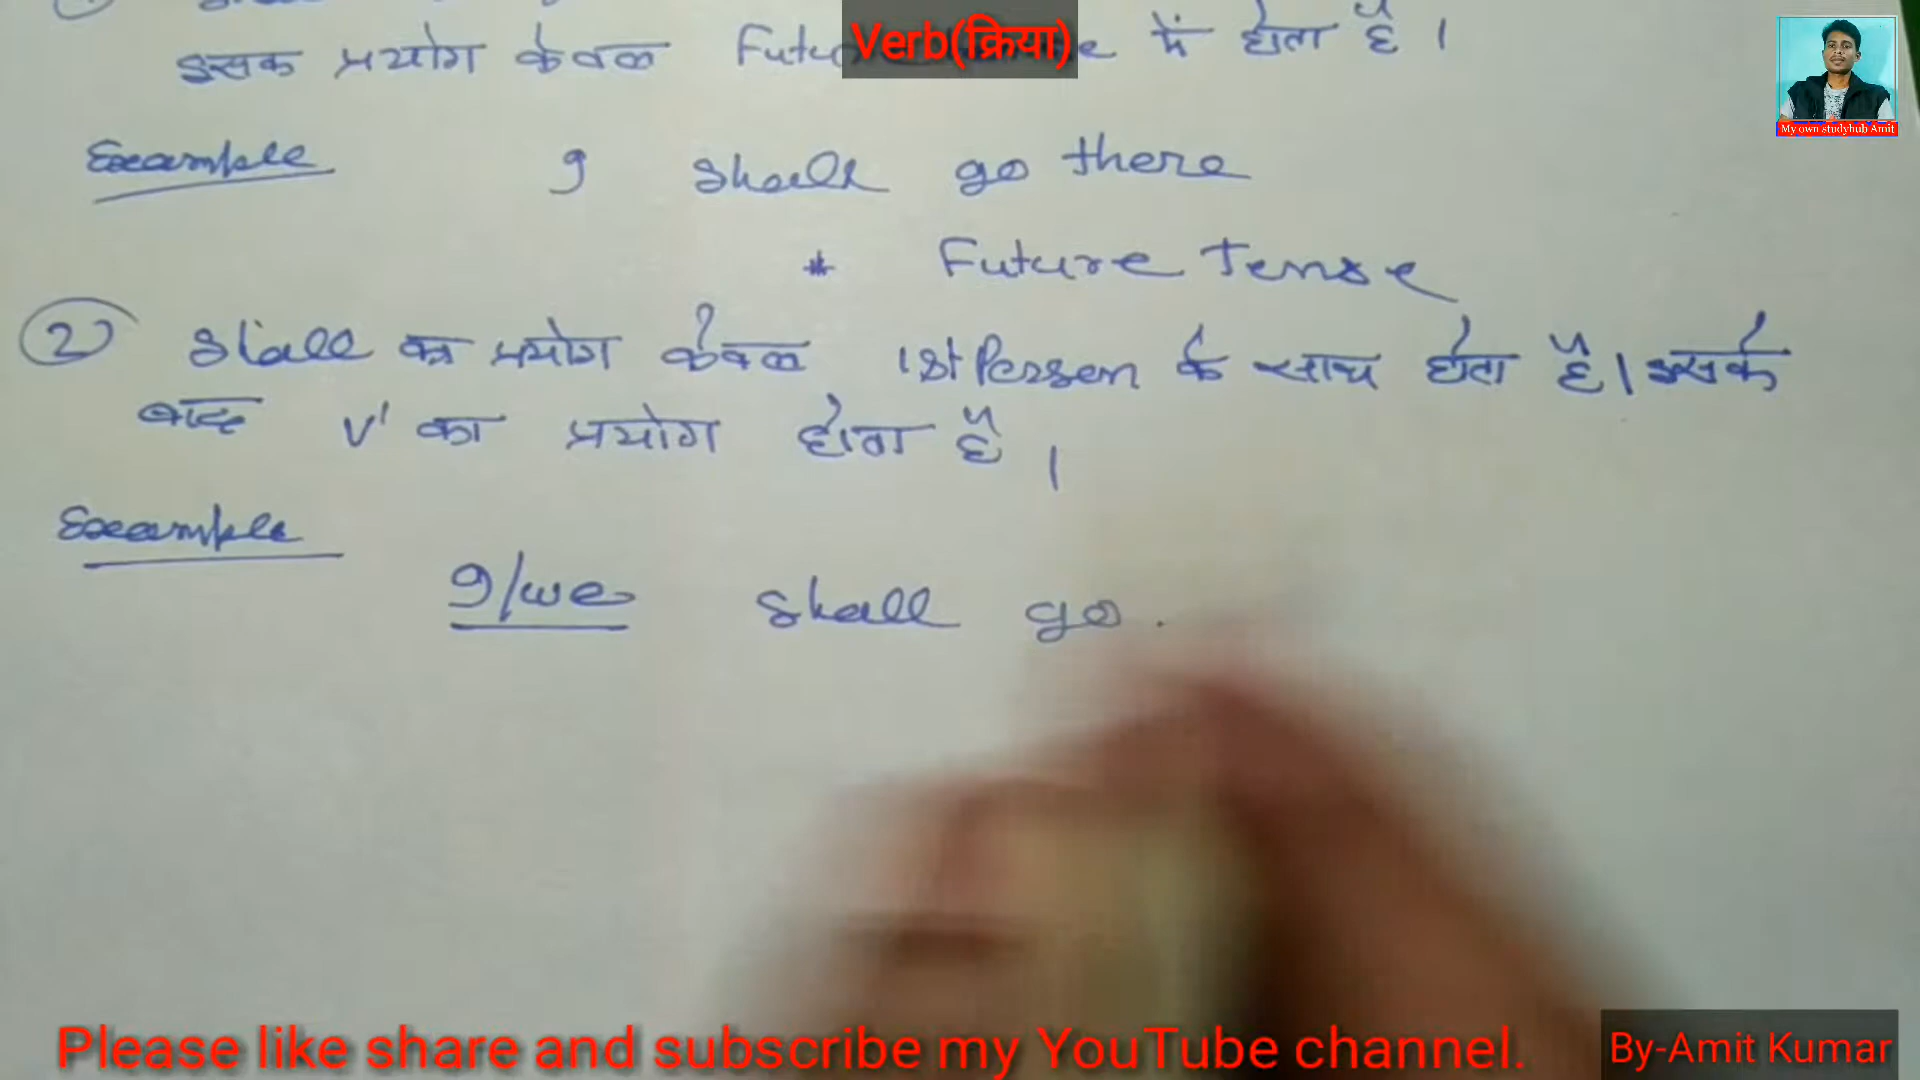 इसक प्रयोग केवल में होता है ।
Verb(क्रिया)
My own studyhub Amit
Example I shall go there
* Future Tense
2 shall का प्रयोग केवल 1st Person के साथ होता है । इसके
बाद V¹ का प्रयोग होता है ।
Example
I/we shall go .
Please like share and subscribe my YouTube channel.
By-Amit Kumar